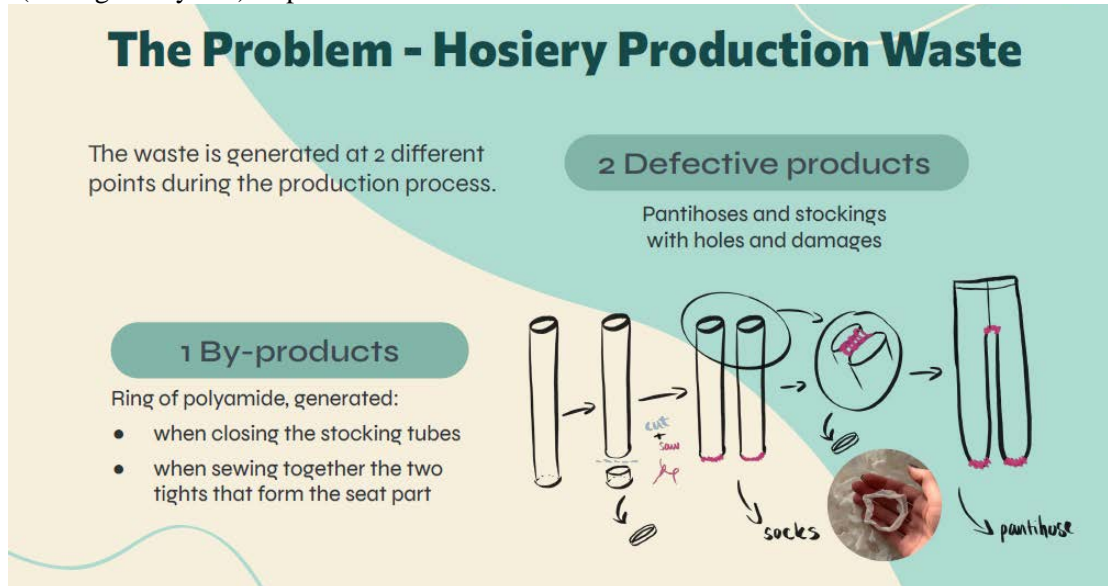 The Problem - Hosiery Production Waste
The waste is generated at 2 different
points during the production process.
2 Defective products
Pantihoses and stockings
with holes and damages
1 By-products
Ring of polyamide, generated:
● when closing the stocking tubes
● when sewing together the two
tights that form the seat part
cut
+
sew
socks
pantihose